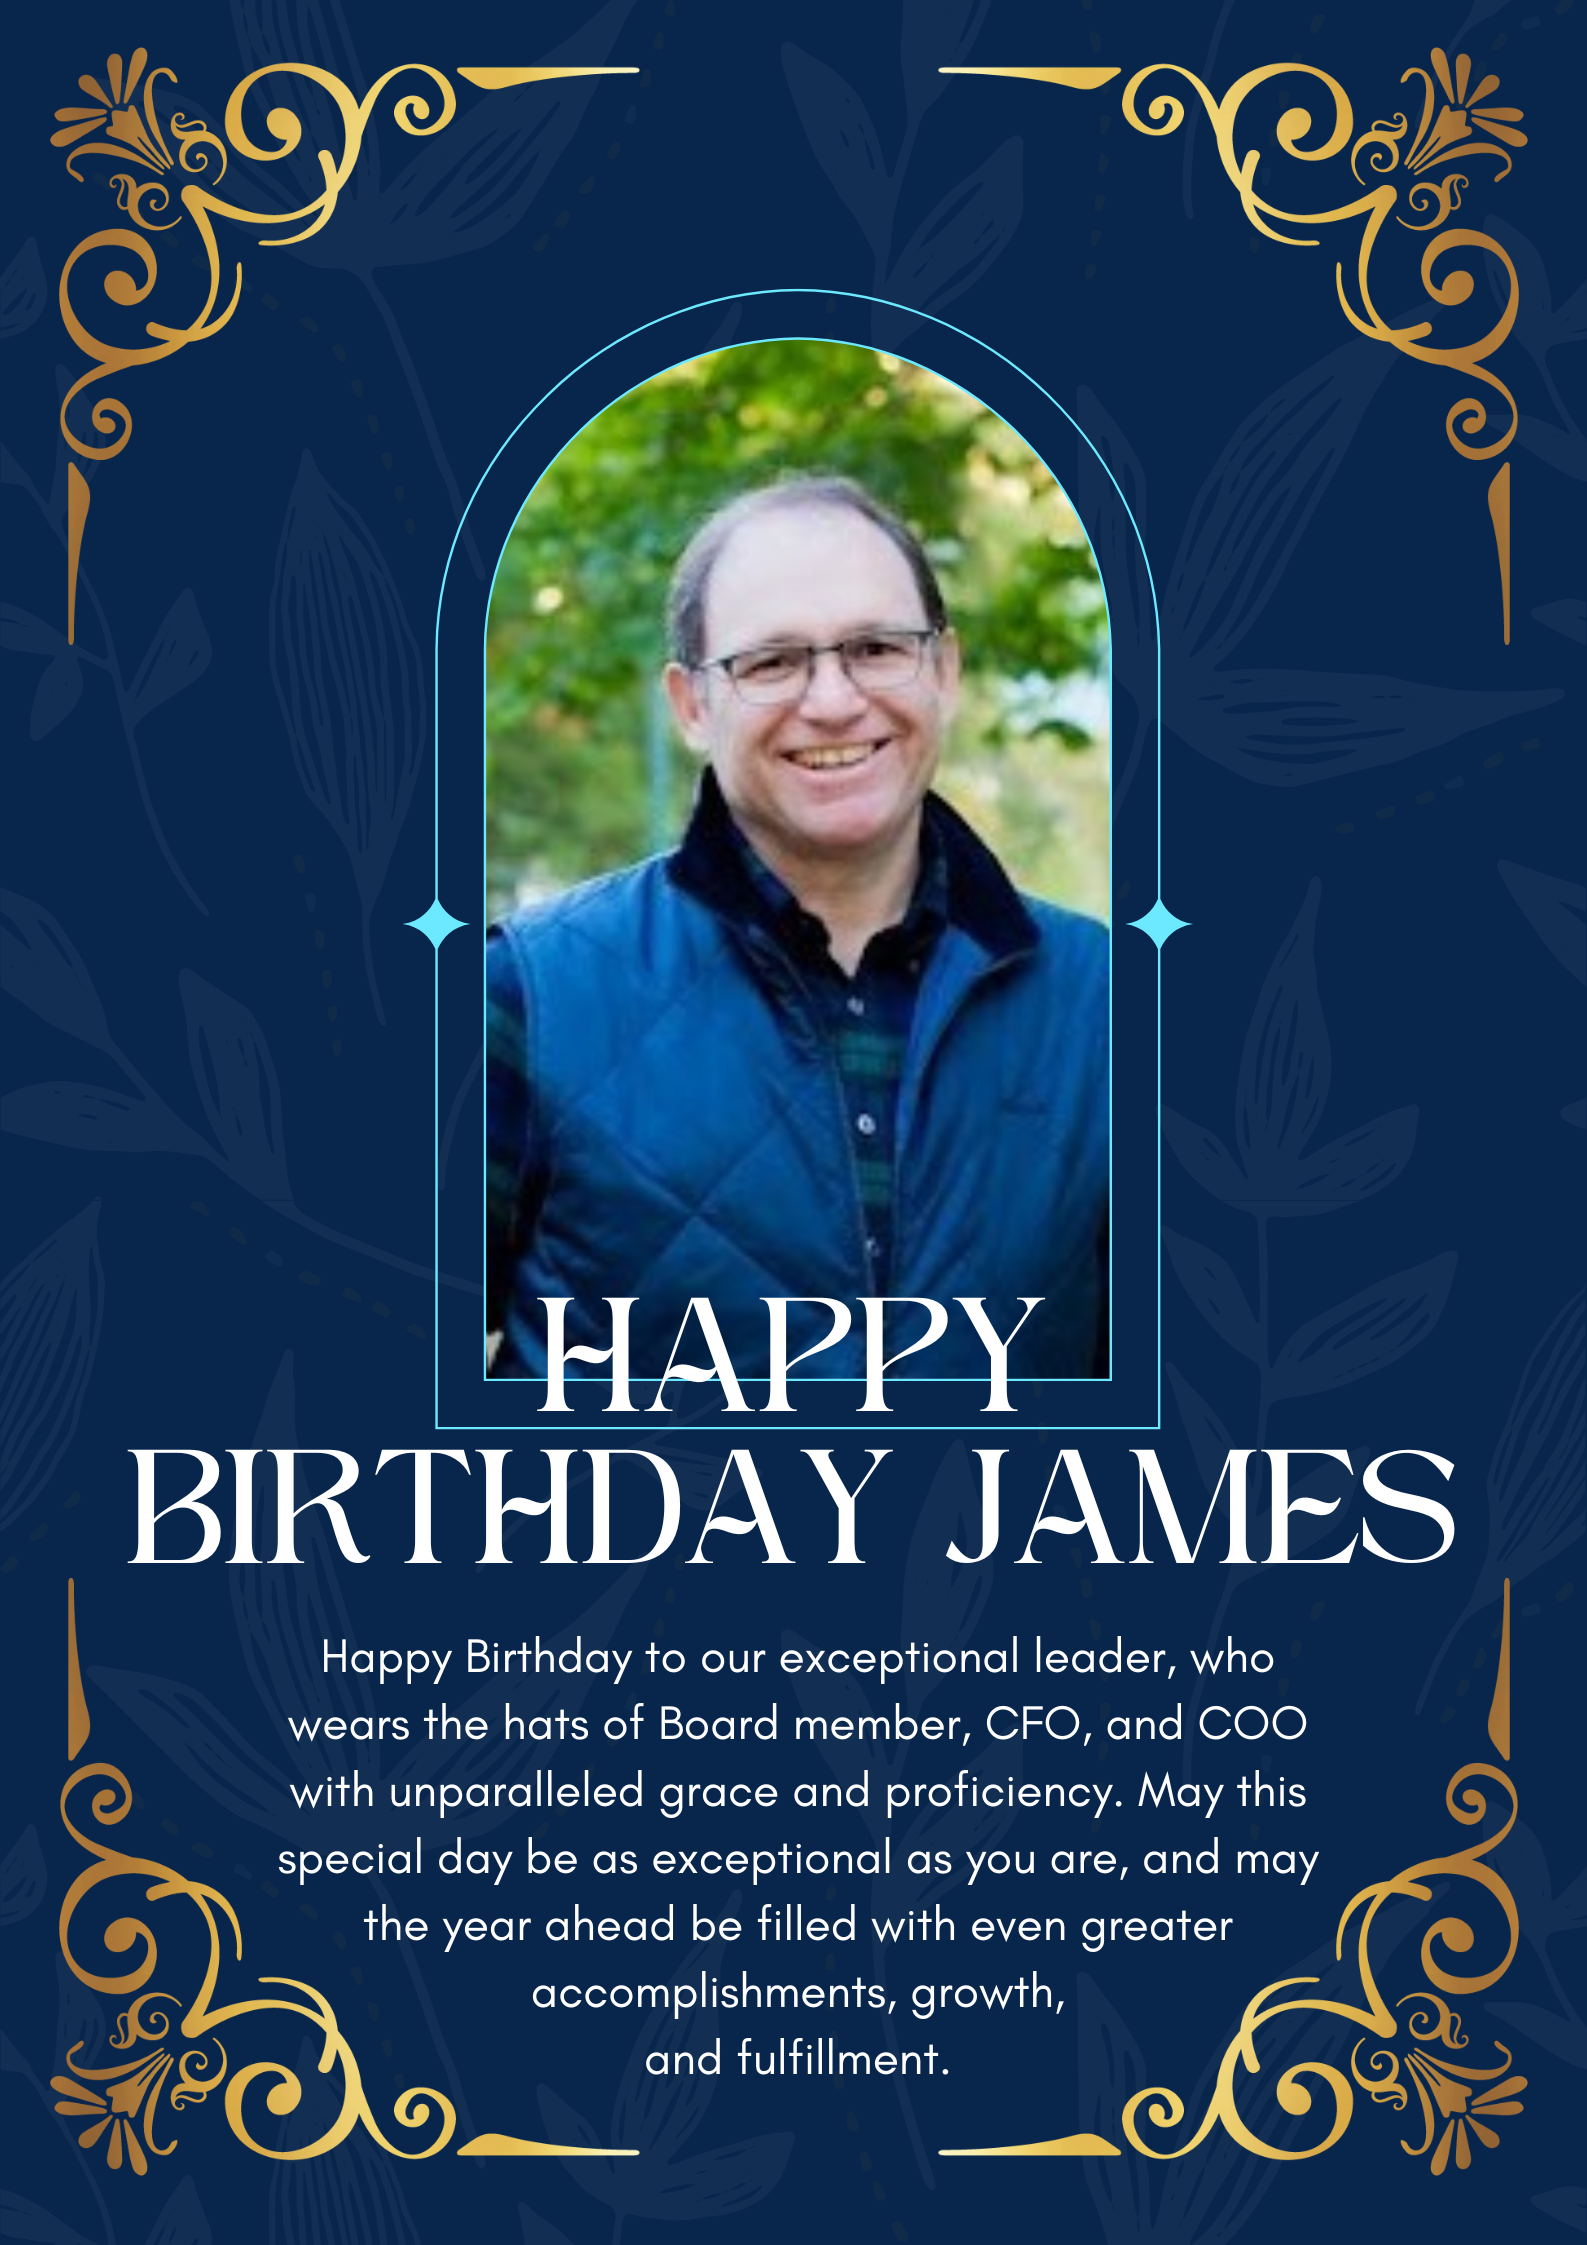 HAPPY
BIRTHDAY JAMES
Happy Birthday to our exceptional leader, who
wears the hats of Board member, CFO, and COO
with unparalleled grace and proficiency. May this
special day be as exceptional as you are, and may
the year ahead be filled with even greater
accomplishments, growth,
and fulfillment.